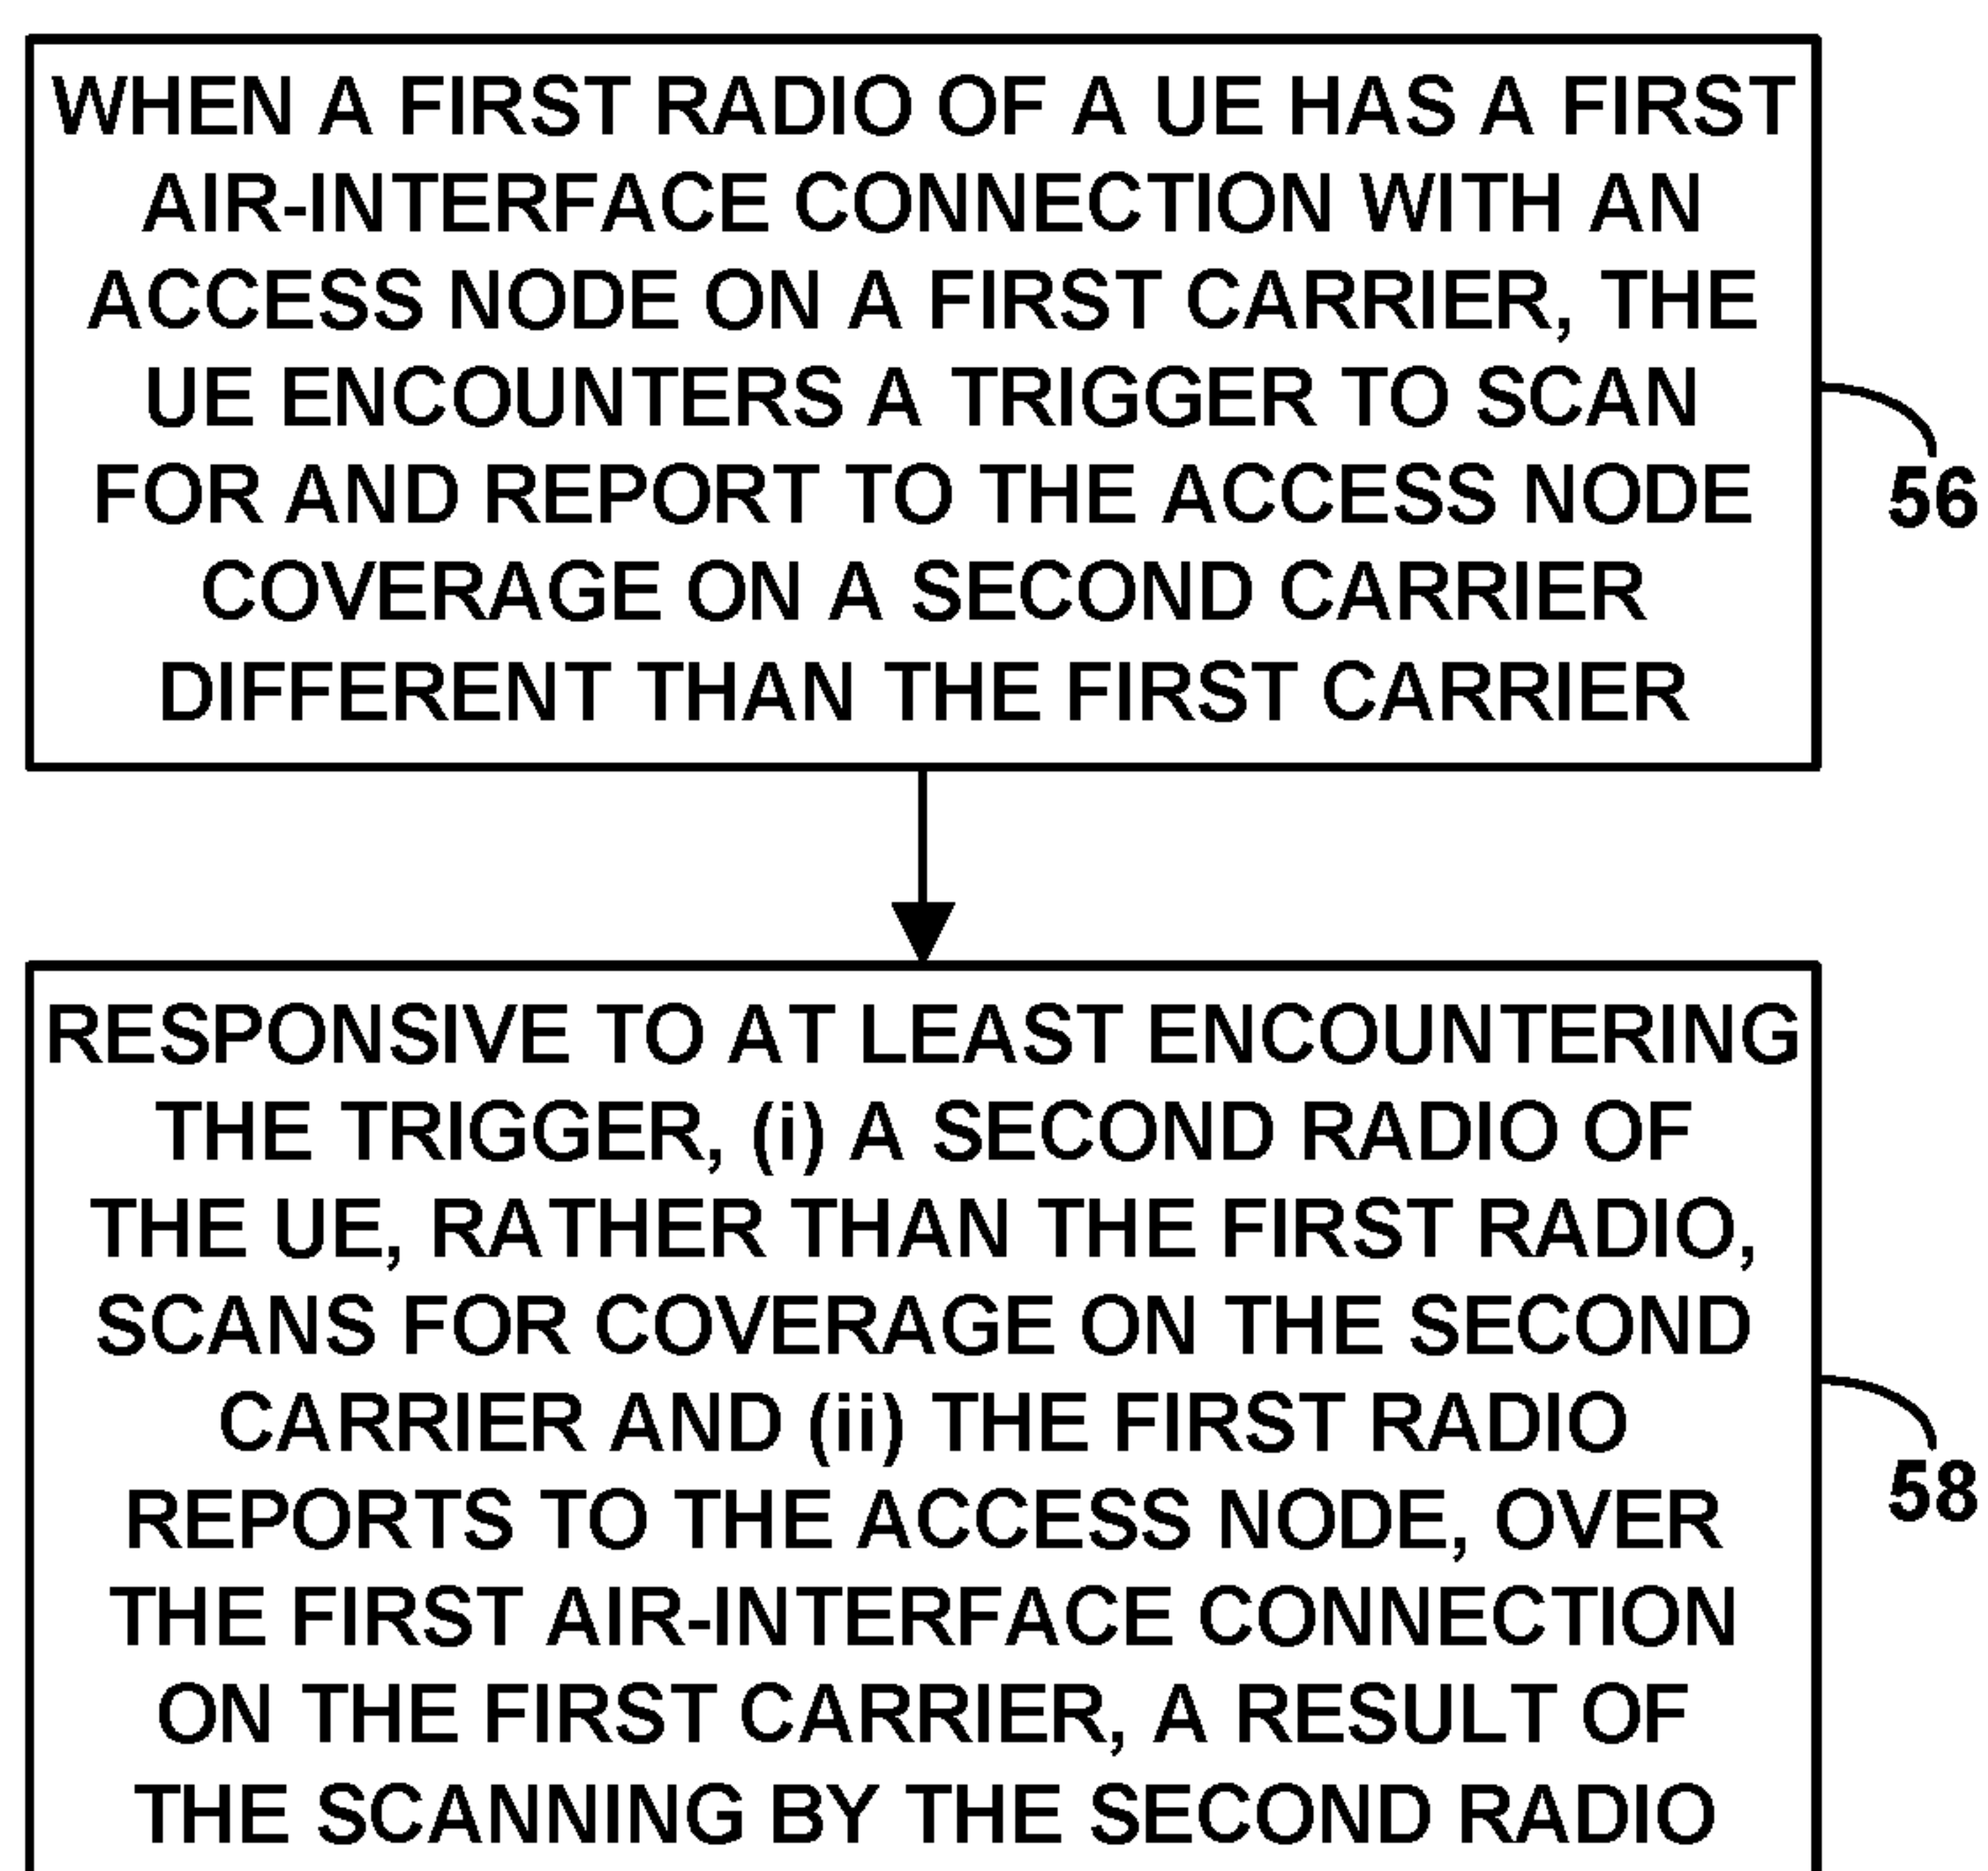 WHEN A FIRST RADIO OF A UE HAS A FIRST
AIR-INTERFACE CONNECTION WITH AN
ACCESS NODE ON A FIRST CARRIER, THE
UE ENCOUNTERS A TRIGGER TO SCAN
FOR AND REPORT TO THE ACCESS NODE
COVERAGE ON A SECOND CARRIER
DIFFERENT THAN THE FIRST CARRIER
56
RESPONSIVE TO AT LEAST ENCOUNTERING
THE TRIGGER, (i) A SECOND RADIO OF
THE UE, RATHER THAN THE FIRST RADIO,
SCANS FOR COVERAGE ON THE SECOND
CARRIER AND (ii) THE FIRST RADIO
REPORTS TO THE ACCESS NODE, OVER
THE FIRST AIR-INTERFACE CONNECTION
ON THE FIRST CARRIER, A RESULT OF
THE SCANNING BY THE SECOND RADIO
58